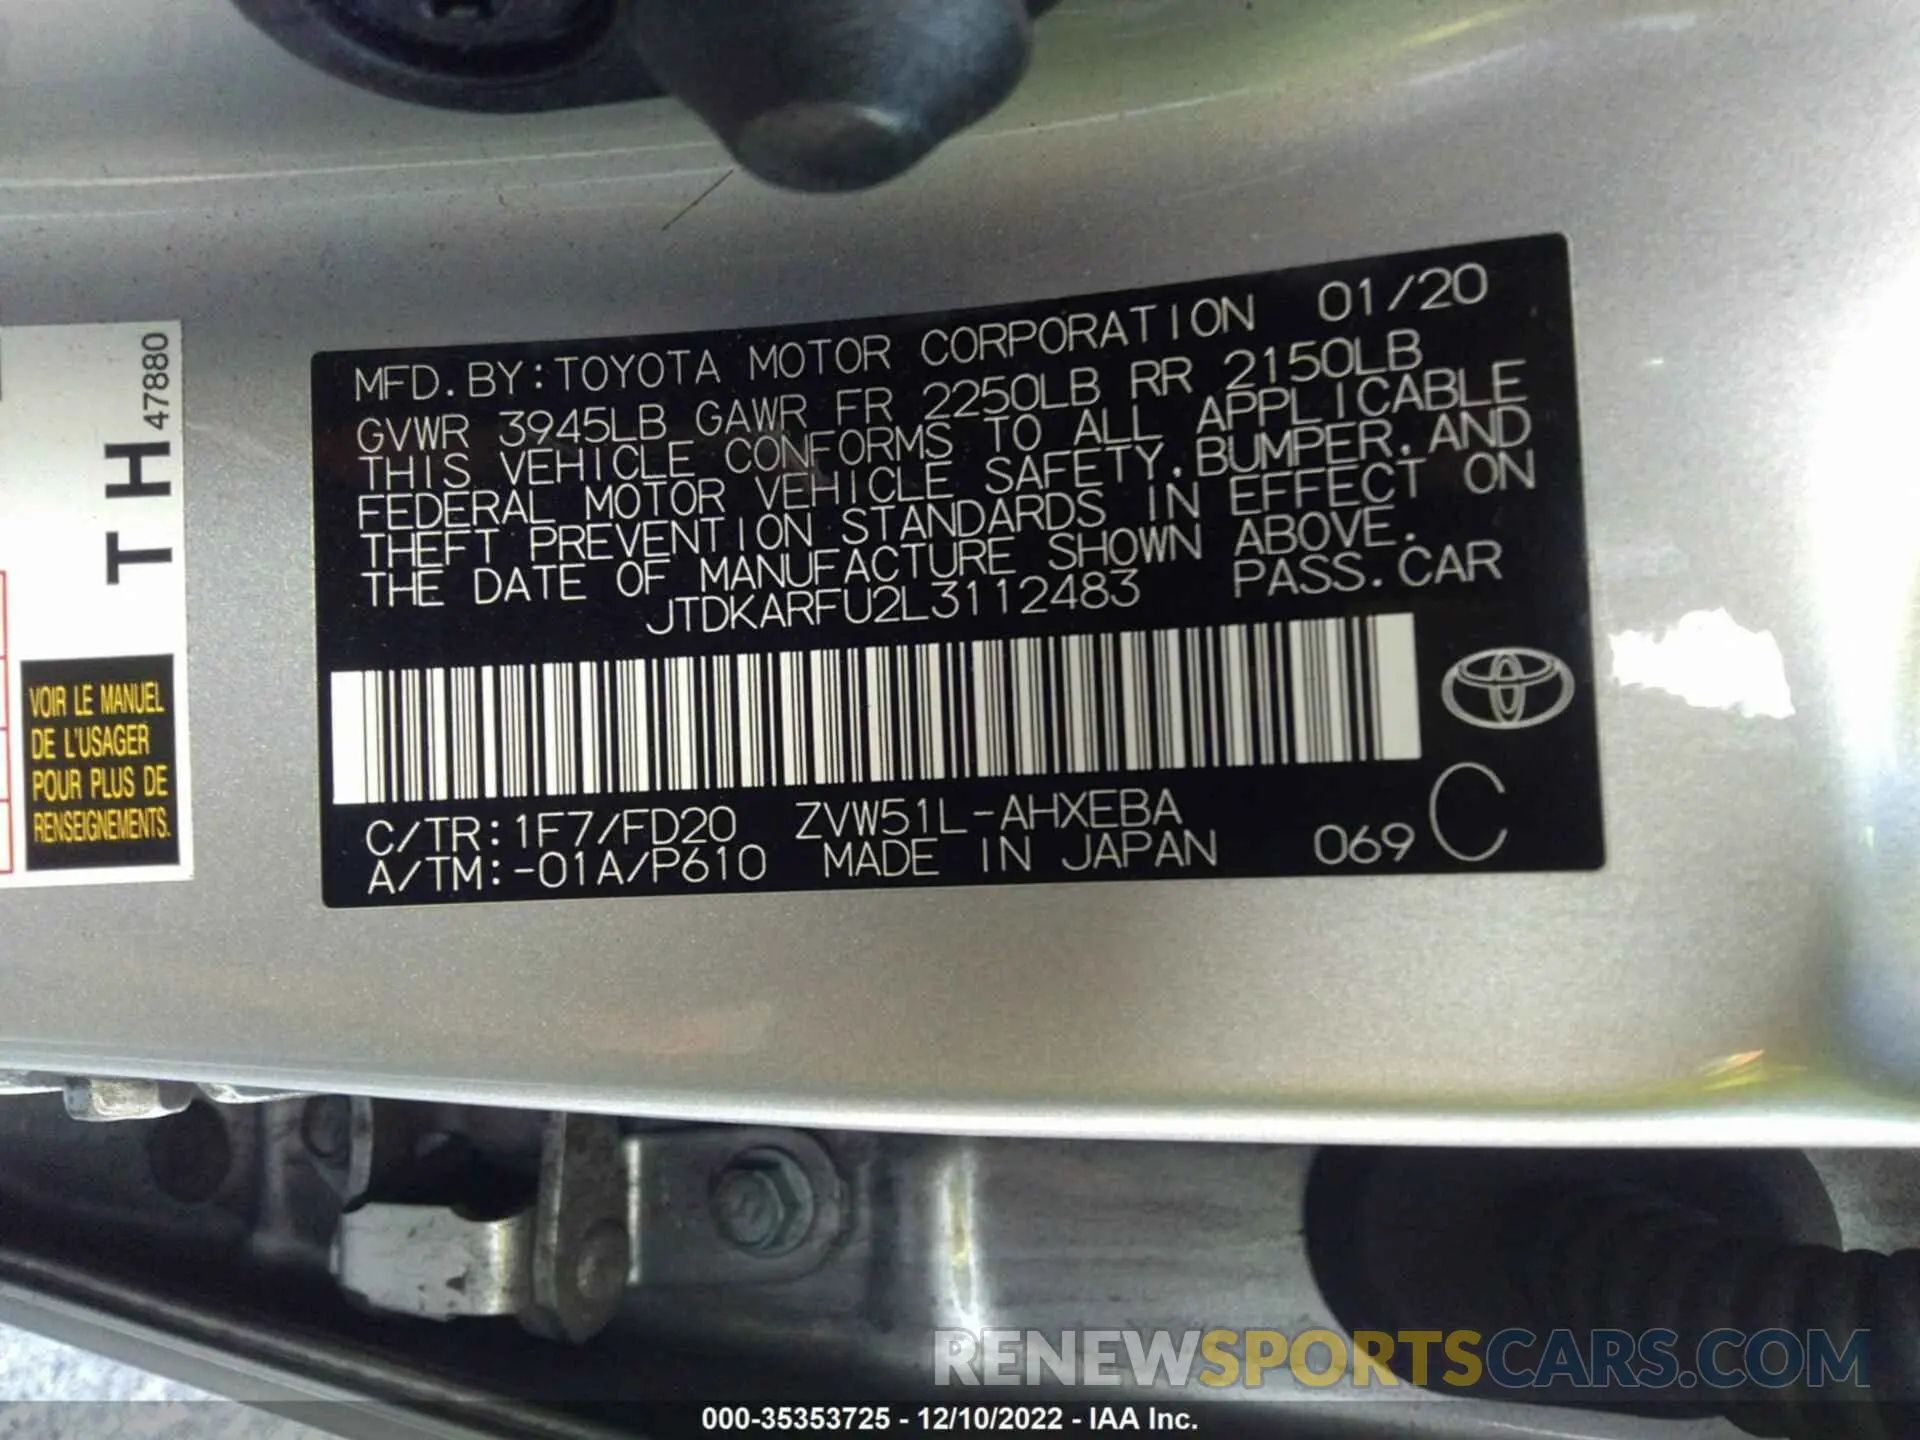 MFD. BY: TOYOTA MOTOR CORPORATION 01/20
GVWR 3945LB GAWR FR 2250LB RR 2150LB
THIS VEHICLE CONFORMS TO ALL APPLICABLE
FEDERAL MOTOR VEHICLE SAFETY, BUMPER, AND
THEFT PREVENTION STANDARDS IN EFFECT ON
THE DATE OF MANUFACTURE SHOWN ABOVE.
JTDKARFU2L3112483 PASS. CAR
C/TR: 1F7/FD20 ZVW51L-AHXEBA
A/TM: -01A/P610 MADE IN JAPAN 069 C
TH 47880
VOIR LE MANUEL
DE L'USAGER
POUR PLUS DE
RENSEIGNEMENTS.
RENEWSPORTSCARS.COM
000-35353725 - 12/10/2022 - IAA Inc.